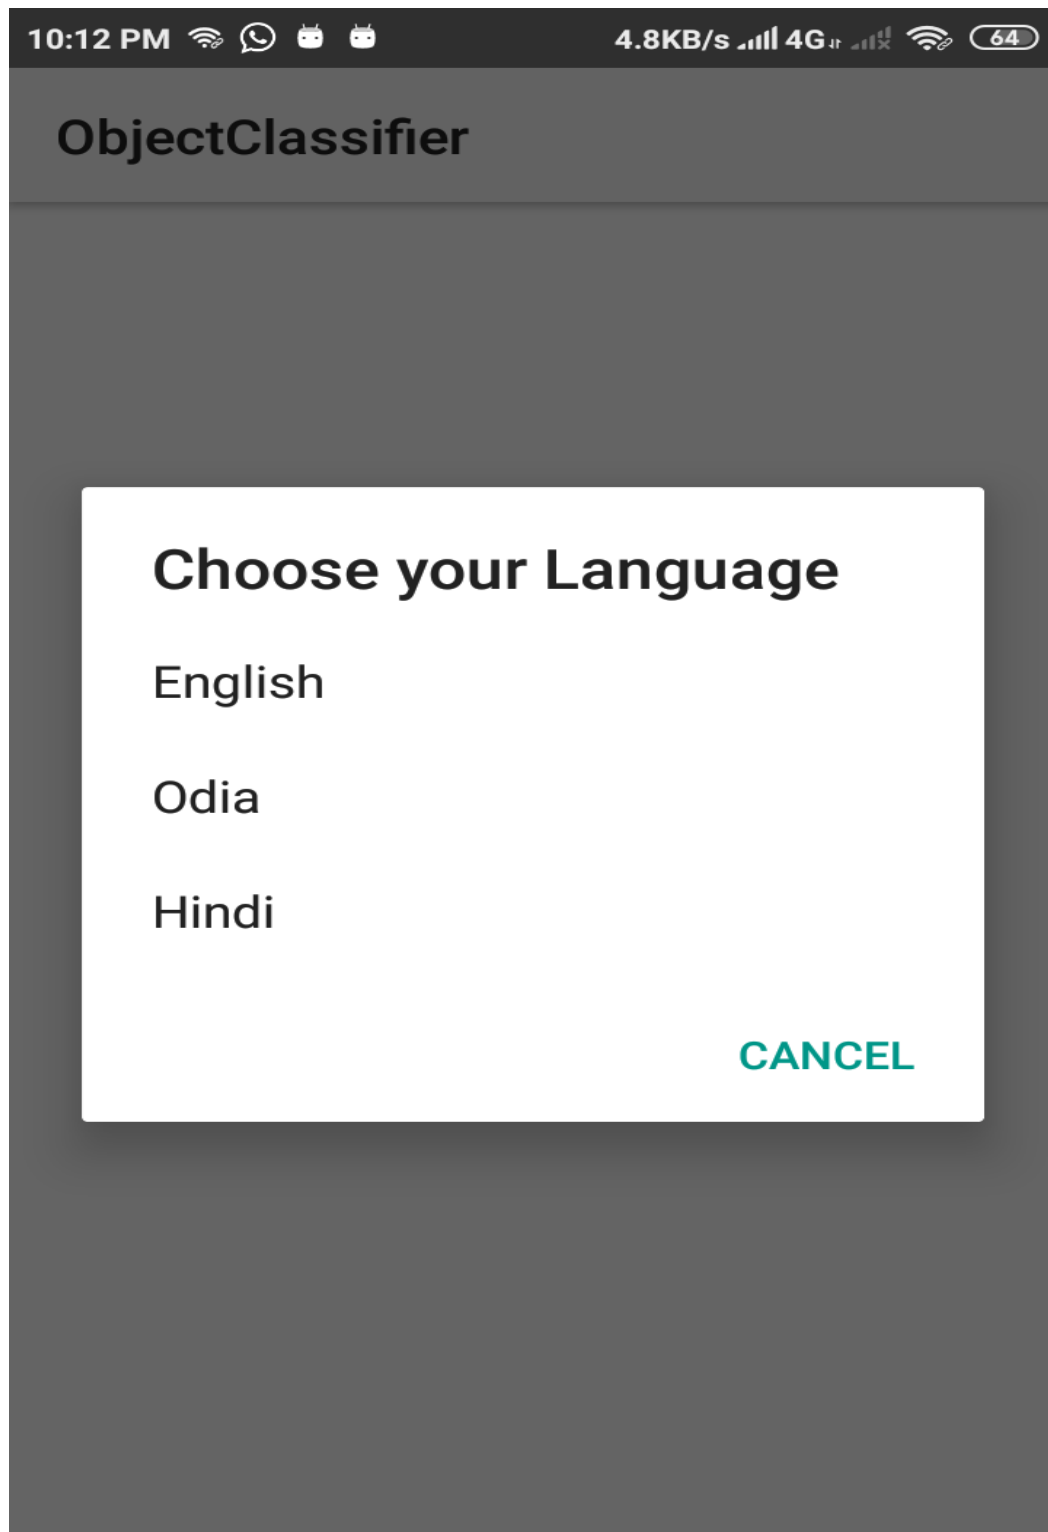 10:12 PM 4.8KB/s 4G 64
ObjectClassifier
Choose your Language
English
Odia
Hindi
CANCEL